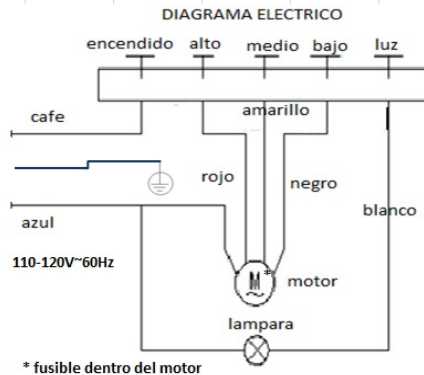 DIAGRAMA ELECTRICO
encendido alto medio bajo luz
amarillo
cafe
rojo
negro
azul
blanco
110-120V~60Hz
M *
~
motor
lampara
* fusible dentro del motor